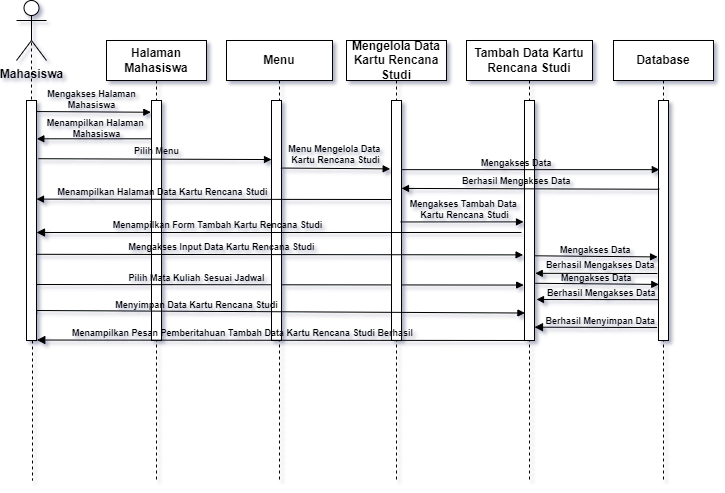 Mahasiswa
Halaman
Mahasiswa
Menu
Mengelola Data
Kartu Rencana
Studi
Tambah Data Kartu
Rencana Studi
Database
Mengakses Halaman
Mahasiswa
Menampilkan Halaman
Mahasiswa
Pilih Menu
Menu Mengelola Data
Kartu Rencana Studi
Mengakses Data
Berhasil Mengakses Data
Menampilkan Halaman Data Kartu Rencana Studi
Mengakses Tambah Data
Kartu Rencana Studi
Menampilkan Form Tambah Kartu Rencana Studi
Mengakses Input Data Kartu Rencana Studi
Mengakses Data
Berhasil Mengakses Data
Pilih Mata Kuliah Sesuai Jadwal
Mengakses Data
Berhasil Mengakses Data
Menyimpan Data Kartu Rencana Studi
Berhasil Menyimpan Data
Menampilkan Pesan Pemberitahuan Tambah Data Kartu Rencana Studi Berhasil